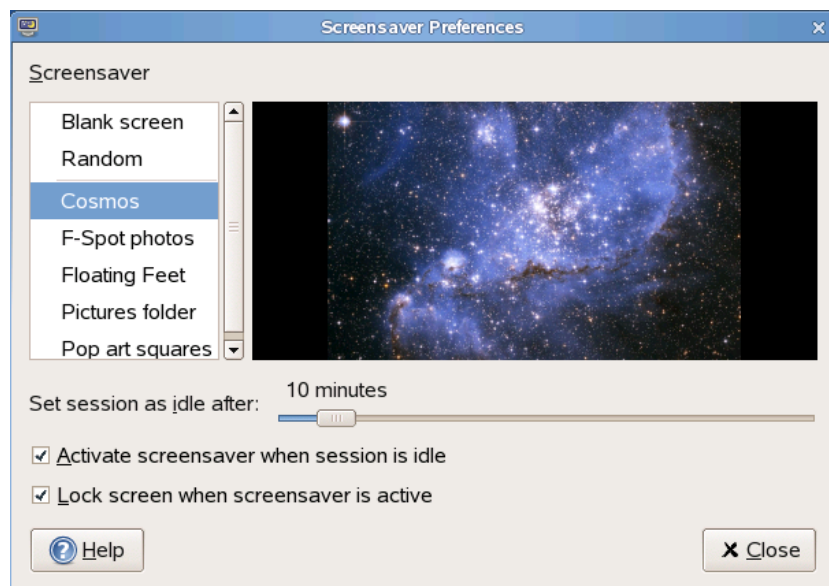 Screensaver Preferences
Screensaver
Blank screen
Random
Cosmos
F-Spot photos
Floating Feet
Pictures folder
Pop art squares
10 minutes
Set session as idle after:
Activate screensaver when session is idle
Lock screen when screensaver is active
Help
Close